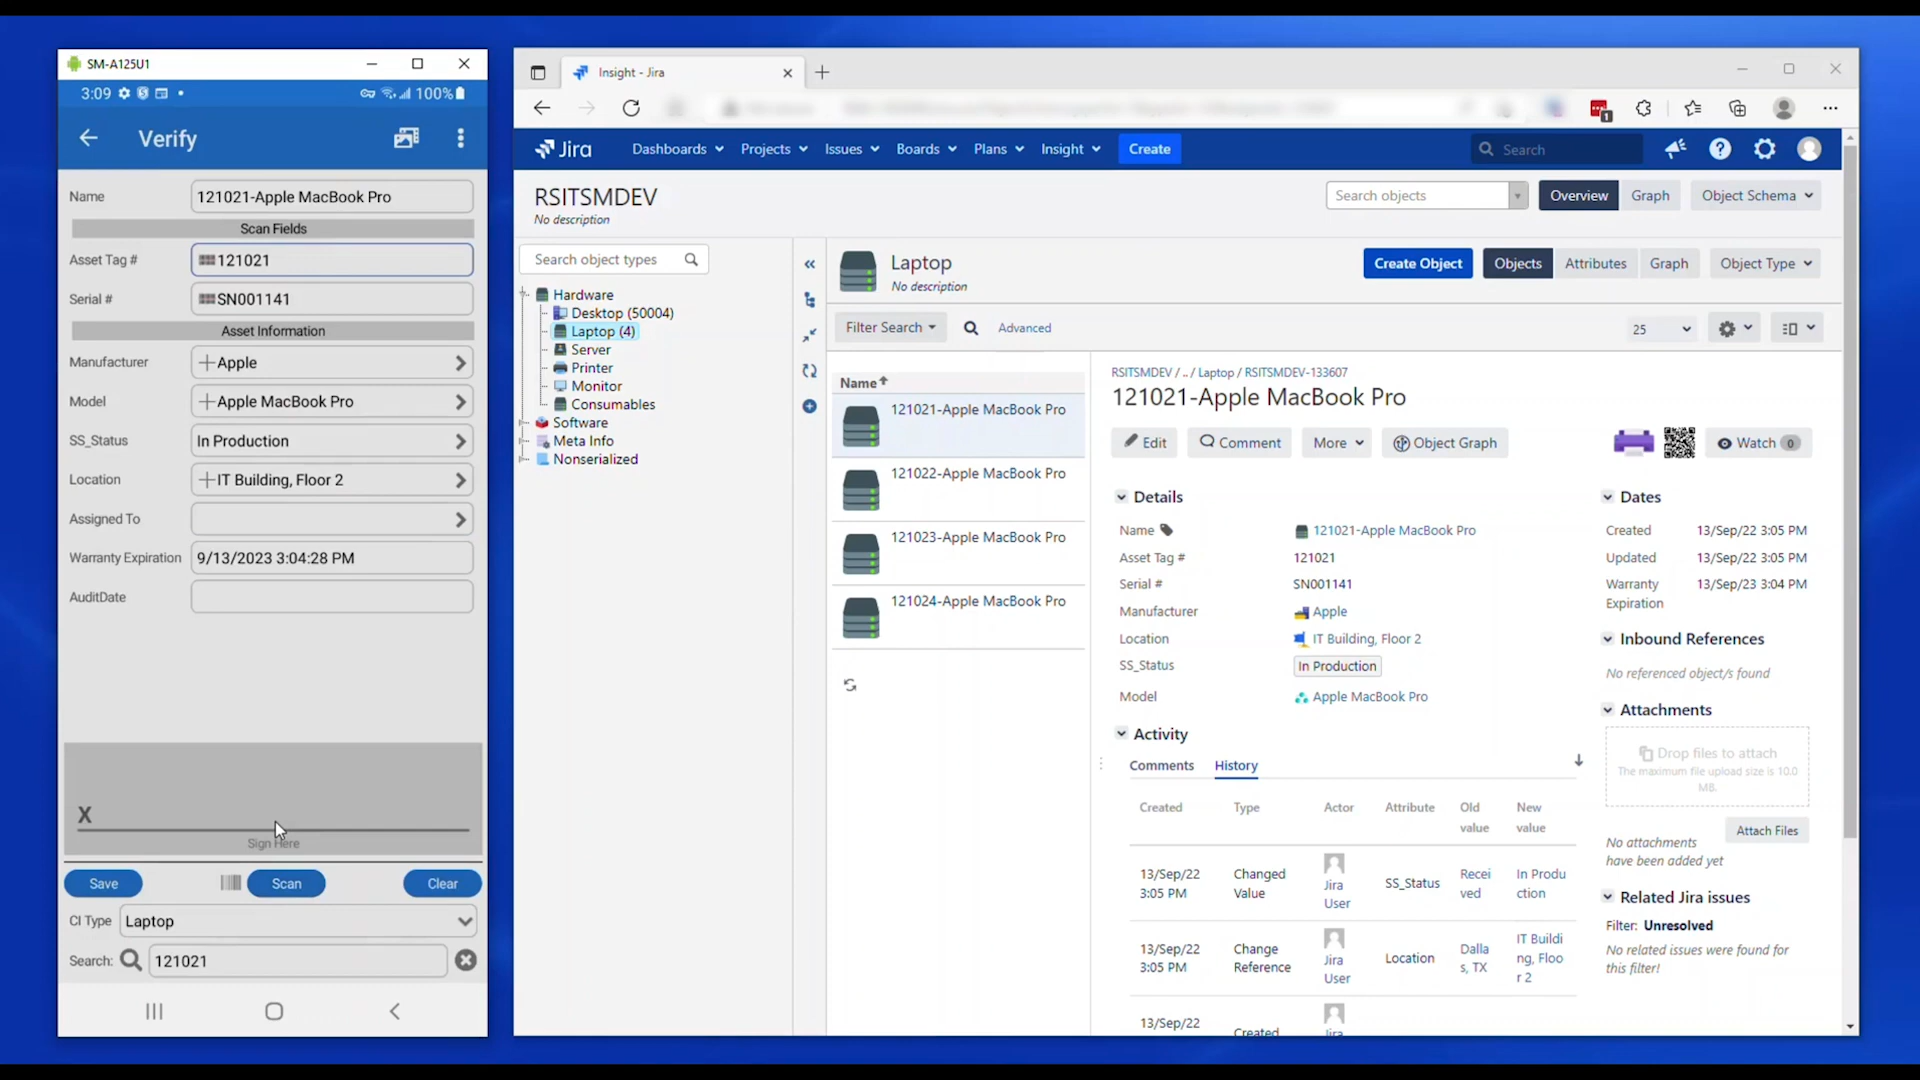 SM-A125U1
3:09
100%
Verify
Name
121021-Apple MacBook Pro
Scan Fields
Asset Tag #
121021
Serial #
SN001141
Asset Information
Manufacturer
+Apple
Model
+Apple MacBook Pro
SS_Status
In Production
Location
+IT Building, Floor 2
Assigned To
Warranty Expiration
9/13/2023 3:04:28 PM
AuditDate
X
Sign Here
Save
Scan
Clear
CI Type
Laptop
Search:
121021
Insight - Jira
1
Jira
Dashboards
Projects
Issues
Boards
Plans
Insight
Create
Search
RSITSMDEV
No description
Search objects
Overview
Graph
Object Schema
Search object types
Hardware
Desktop (50004)
Laptop (4)
Server
Printer
Monitor
Consumables
Software
Meta Info
Nonserialized
Laptop
No description
Create Object
Objects
Attributes
Graph
Object Type
Filter Search
Advanced
25
Name
121021-Apple MacBook Pro
121022-Apple MacBook Pro
121023-Apple MacBook Pro
121024-Apple MacBook Pro
RSITSMDEV / .. / Laptop / RSITSMDEV-133607
121021-Apple MacBook Pro
Edit
Comment
More
Object Graph
Watch 0
Details
Name
121021-Apple MacBook Pro
Asset Tag #
121021
Serial #
SN001141
Manufacturer
Apple
Location
IT Building, Floor 2
SS_Status
In Production
Model
Apple MacBook Pro
Activity
Comments
History
Created
Type
Actor
Attribute
Old
value
New
value
13/Sep/22
3:05 PM
Changed
Value
Jira
User
SS_Status
Recei
ved
In Produ
ction
13/Sep/22
3:05 PM
Change
Reference
Jira
User
Location
Dalla
s, TX
IT Buildi
ng, Floo
r 2
13/Sep/22
Created
Jira
Dates
Created
13/Sep/22 3:05 PM
Updated
13/Sep/22 3:05 PM
Warranty
Expiration
13/Sep/23 3:04 PM
Inbound References
No referenced object/s found
Attachments
Drop files to attach
The maximum file upload size is 10.0
MB.
Attach Files
No attachments
have been added yet
Related Jira issues
Filter: Unresolved
No related issues were found for
this filter!